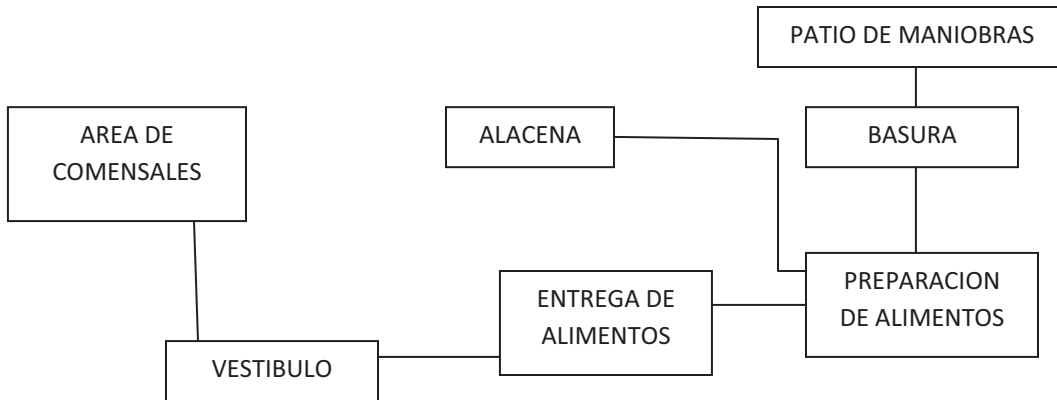 PATIO DE MANIOBRAS
AREA DE
COMENSALES
ALACENA
BASURA
ENTREGA DE
ALIMENTOS
PREPARACION
DE ALIMENTOS
VESTIBULO